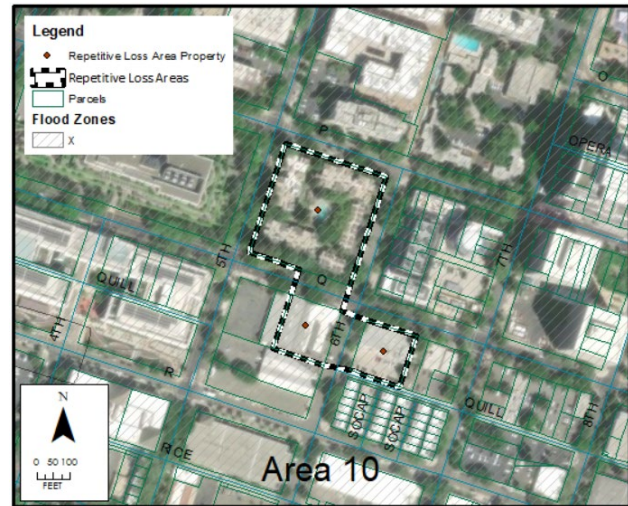 Legend
Repetitive Loss Area Property
Repetitive Loss Areas
Parcels
Flood Zones
X
P
O
OPERA
5TH
7TH
Q
QUILL
4TH
6TH
R
QUILL
8TH
SOCAP
SOCAP
RICE
N
0 50 100
FEET
Area 10